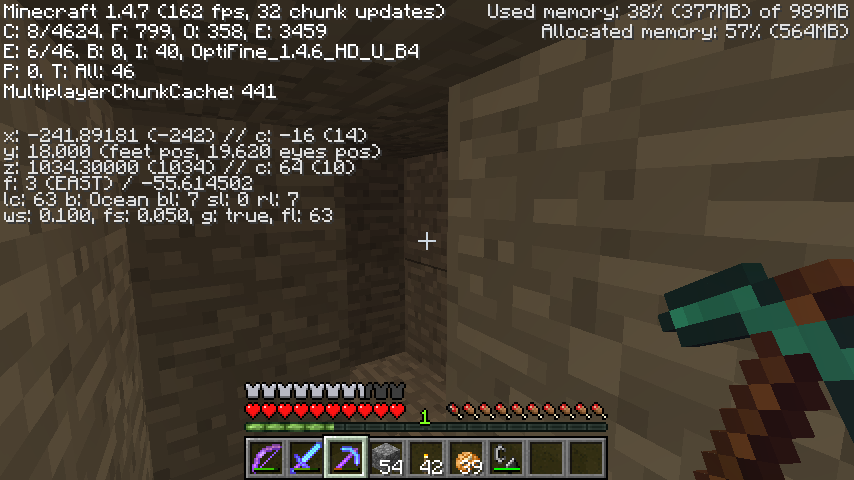 Minecraft 1.4.7 (162 fps, 32 chunk updates)
Used memory: 38% (377MB) of 989MB
C: 8/4624. F: 799, O: 358, E: 3459
Allocated memory: 57% (564MB)
E: 6/46. B: 0, I: 40, OptiFine_1.4.6_HD_U_B4
P: 0. T: All: 46
MultiplayerChunkCache: 441
x: -241.89181 (-242) // c: -16 (14)
y: 18.000 (feet pos, 19.620 eyes pos)
z: 1034.30000 (1034) // c: 64 (10)
f: 3 (EAST) / -55.614502
lc: 63 b: Ocean bl: 7 sl: 0 rl: 7
ws: 0.100, fs: 0.050, g: true, fl: 63
1
54
42
39